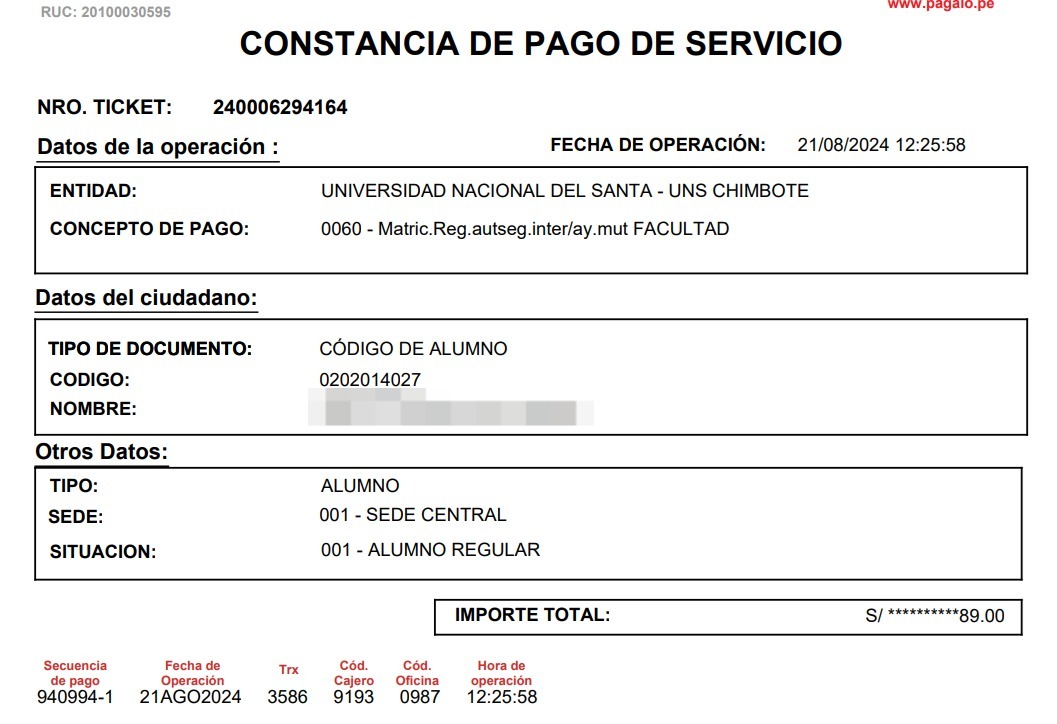 RUC: 20100030595
www.pagalo.pe
CONSTANCIA DE PAGO DE SERVICIO
NRO. TICKET: 240006294164
Datos de la operación :
FECHA DE OPERACIÓN: 21/08/2024 12:25:58
ENTIDAD: UNIVERSIDAD NACIONAL DEL SANTA - UNS CHIMBOTE
CONCEPTO DE PAGO: 0060 - Matric.Reg.autseg.inter/ay.mut FACULTAD
Datos del ciudadano:
TIPO DE DOCUMENTO: CÓDIGO DE ALUMNO
CODIGO: 0202014027
NOMBRE:
Otros Datos:
TIPO: ALUMNO
SEDE: 001 - SEDE CENTRAL
SITUACION: 001 - ALUMNO REGULAR
IMPORTE TOTAL: S/ **********89.00
Secuencia de pago Fecha de Operación Trx Cód. Cajero Cód. Oficina Hora de operación
940994-1 21AGO2024 3586 9193 0987 12:25:58